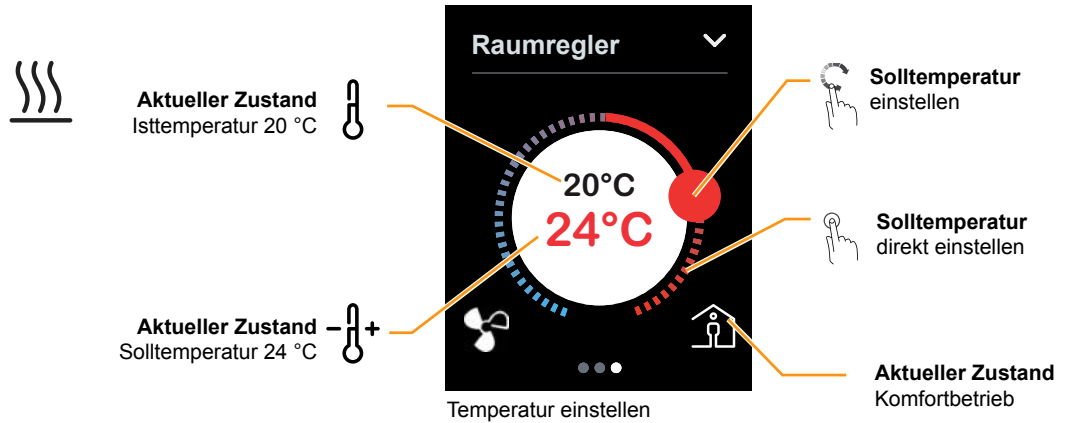 Raumregler
Aktueller Zustand
Isttemperatur 20 °C
Solltemperatur
einstellen
20°C
24°C
Solltemperatur
direkt einstellen
Aktueller Zustand
Solltemperatur 24 °C
Aktueller Zustand
Komfortbetrieb
Temperatur einstellen